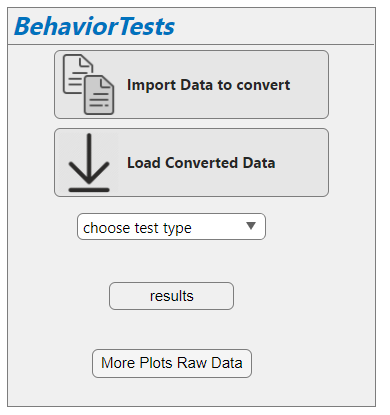 BehaviorTests
Import Data to convert
Load Converted Data
choose test type
results
More Plots Raw Data